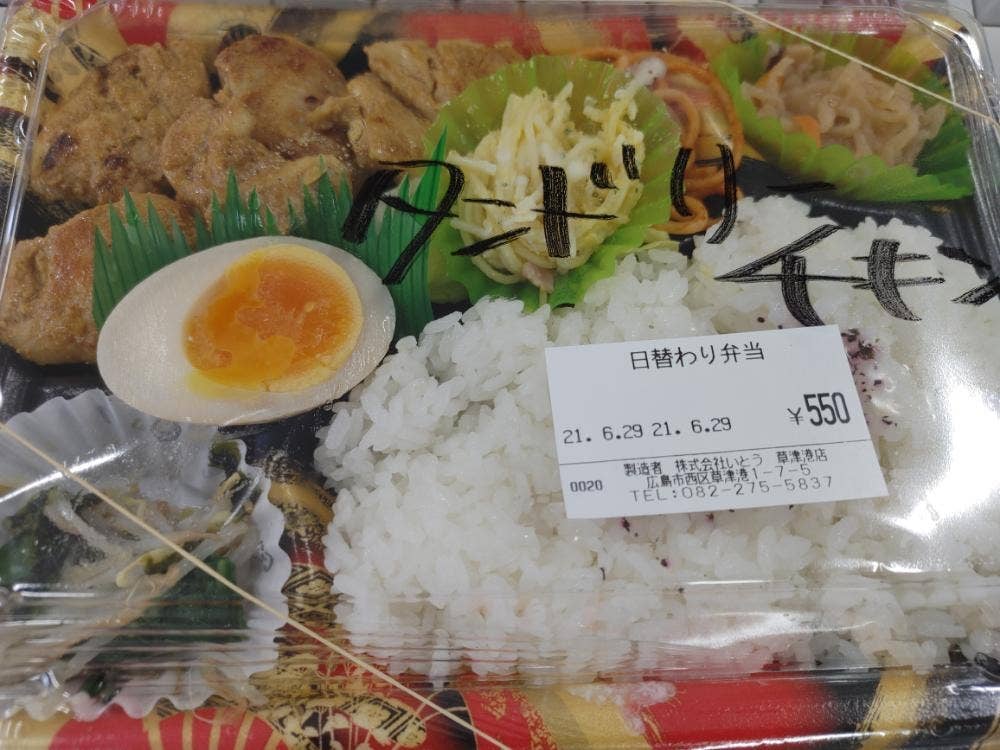 タンドリー
チキン
日替わり弁当
21. 6.29 21. 6.29 ¥550
0020 製造者 株式会社いとう 草津港店
広島市西区草津港1-7-5
TEL:082-275-5837